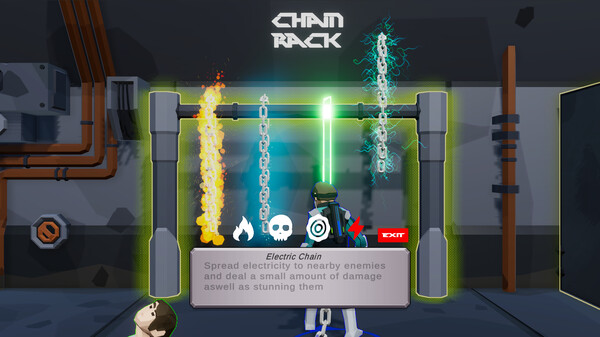 CHAIN
RACK
EXIT
Electric Chain
Spread electricity to nearby enemies
and deal a small amount of damage
aswell as stunning them